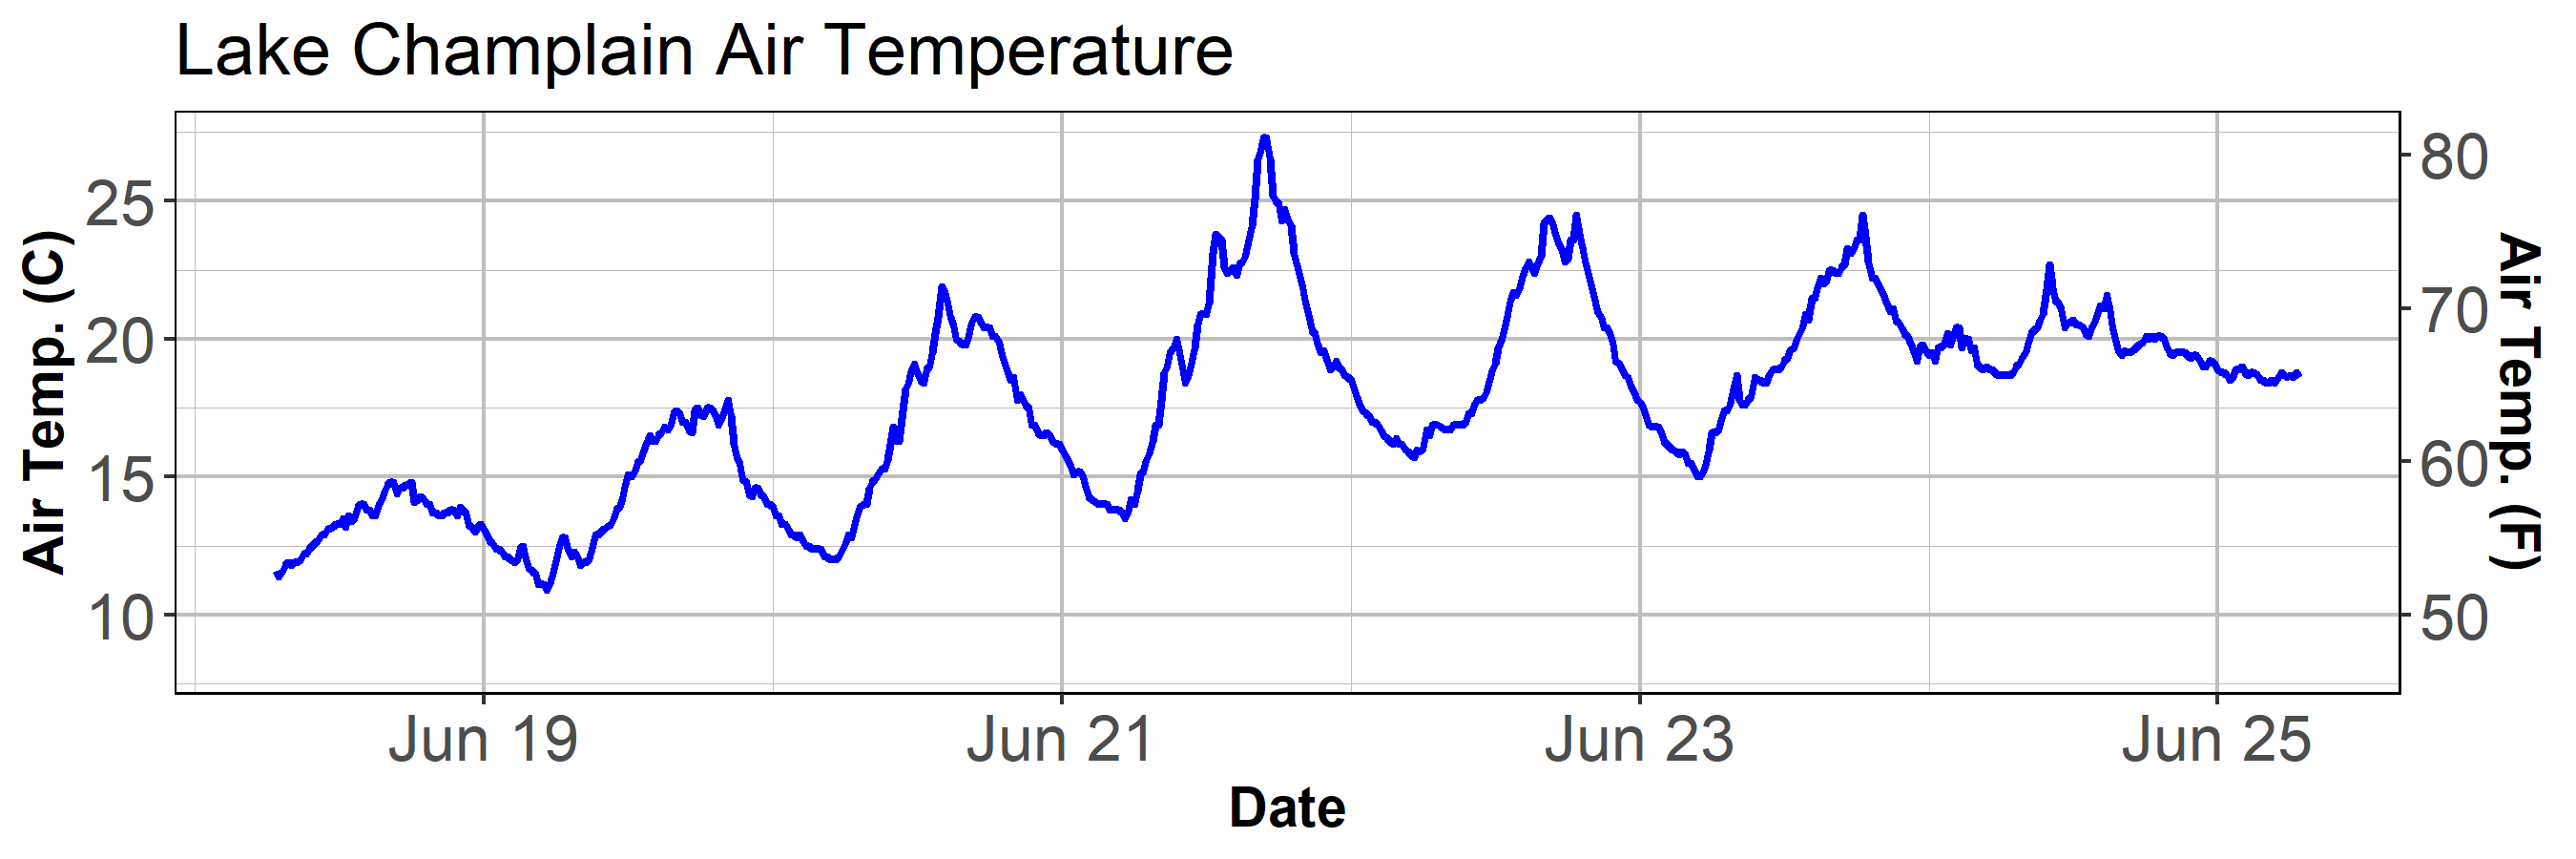 Lake Champlain Air Temperature
Air Temp. (C)
25
20
15
10
80
70
60
50
Air Temp. (F)
Jun 19 Jun 21 Jun 23 Jun 25
Date